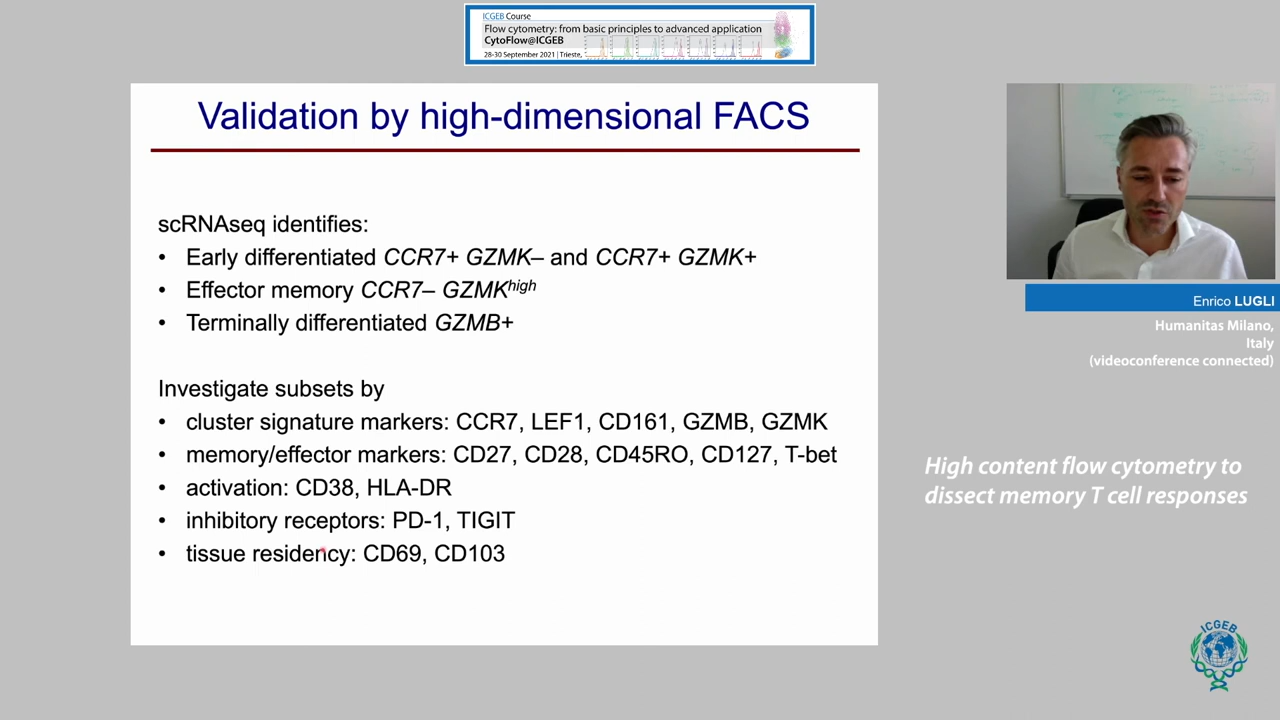 ICGEB Course
Flow cytometry: from basic principles to advanced application
CytoFlow@ICGEB
28-30 September 2021 | Trieste,
Validation by high-dimensional FACS
scRNAseq identifies:
• Early differentiated CCR7+ GZMK– and CCR7+ GZMK+
• Effector memory CCR7– GZMKhigh
• Terminally differentiated GZMB+
Investigate subsets by
• cluster signature markers: CCR7, LEF1, CD161, GZMB, GZMK
• memory/effector markers: CD27, CD28, CD45RO, CD127, T-bet
• activation: CD38, HLA-DR
• inhibitory receptors: PD-1, TIGIT
• tissue residency: CD69, CD103
Enrico LUGLI
Humanitas Milano,
Italy
(videoconference connected)
High content flow cytometry to
dissect memory T cell responses
ICGEB